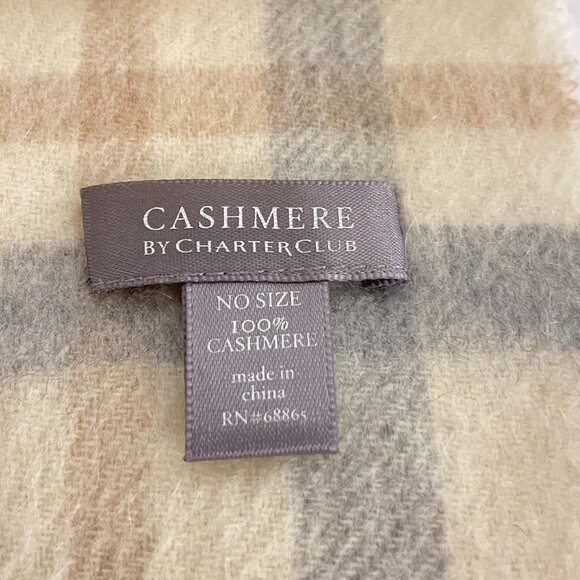 CASHMERE
BY CHARTER CLUB
NO SIZE
100%
CASHMERE
made in
china
RN#68865